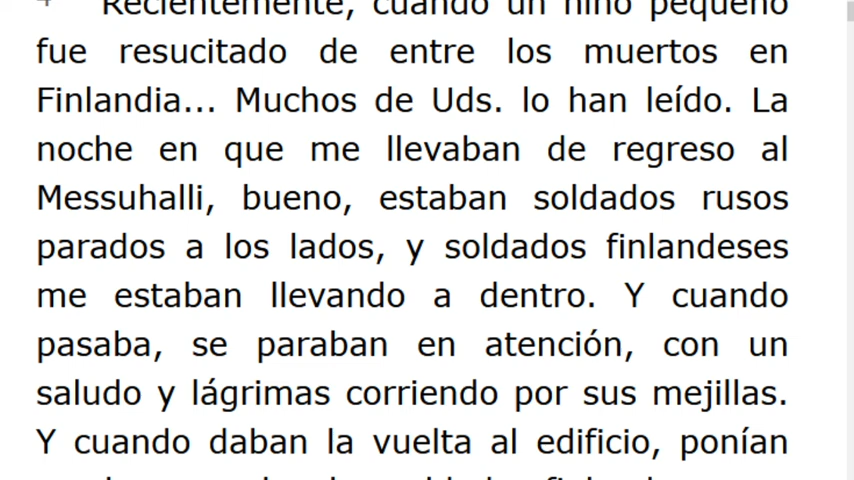 4 Recientemente, cuando un niño pequeño
fue resucitado de entre los muertos en
Finlandia... Muchos de Uds. lo han leído. La
noche en que me llevaban de regreso al
Messuhalli, bueno, estaban soldados rusos
parados a los lados, y soldados finlandeses
me estaban llevando a dentro. Y cuando
pasaba, se paraban en atención, con un
saludo y lágrimas corriendo por sus mejillas.
Y cuando daban la vuelta al edificio, ponían